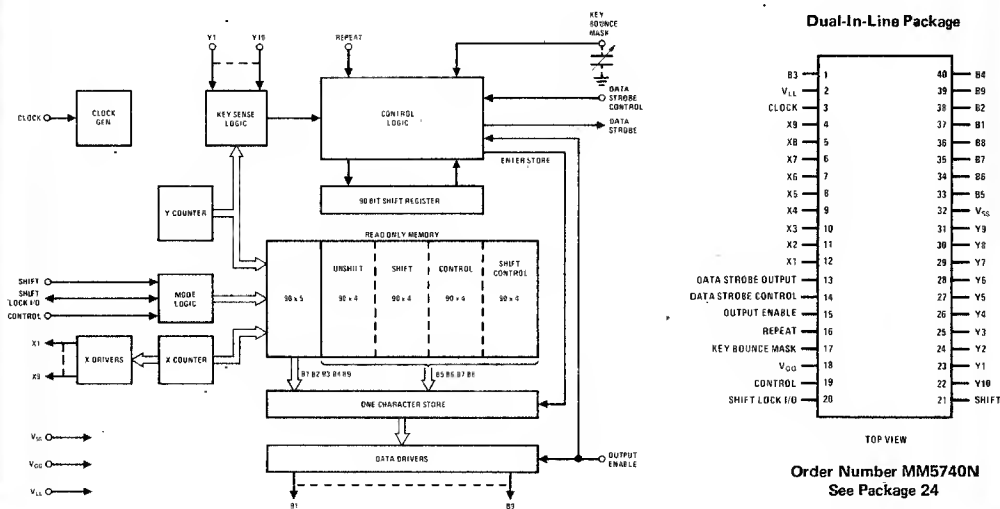 Y1
Y10
REPEAT
KEY
BOUNCE
MASK
CLOCK
CLOCK
GEN
KEY SENSE
LOGIC
CONTROL
LOGIC
DATA
STROBE
CONTROL
DATA
STROBE
ENTER STORE
90 BIT SHIFT REGISTER
Y COUNTER
READ ONLY MEMORY
UNSHIFT
SHIFT
CONTROL
SHIFT
CONTROL
90 x 5
90 x 4
90 x 4
90 x 4
90 x 4
SHIFT
SHIFT
LOCK I/O
CONTROL
MODE
LOGIC
X1
X9
X DRIVERS
X COUNTER
B1 B2 B3 B4 B9
B5 B6 B7 B8
ONE CHARACTER STORE
DATA DRIVERS
OUTPUT
ENABLE
B1
B9
VSS
VGG
VLL
Dual-In-Line Package
B3 1
VLL 2
CLOCK 3
X9 4
X8 5
X7 6
X6 7
X5 8
X4 9
X3 10
X2 11
X1 12
DATA STROBE OUTPUT 13
DATA STROBE CONTROL 14
OUTPUT ENABLE 15
REPEAT 16
KEY BOUNCE MASK 17
VGG 18
CONTROL 19
SHIFT LOCK I/O 20
40 B4
39 B9
38 B2
37 B1
36 B8
35 B7
34 B6
33 B5
32 VSS
31 Y9
30 Y8
29 Y7
28 Y6
27 Y5
26 Y4
25 Y3
24 Y2
23 Y1
22 Y10
21 SHIFT
TOP VIEW
Order Number MM5740N
See Package 24